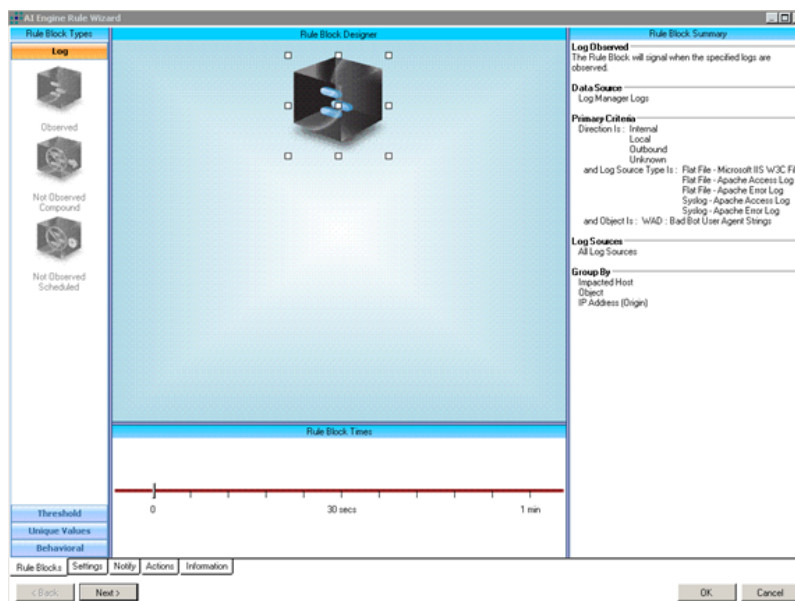 AI Engine Rule Wizard
Rule Block Types
Log
Observed
Not Observed
Compound
Not Observed
Scheduled
Threshold
Unique Values
Behavioral
Rule Block Designer
Rule Block Times
0
30 secs
1 min
Rule Block Summary
Log Observed
The Rule Block will signal when the specified logs are
observed.
Data Source
Log Manager Logs
Primary Criteria
Direction Is : Internal
Local
Outbound
Unknown
and Log Source Type Is : Flat File - Microsoft IIS W3C Fil
Flat File - Apache Access Log
Flat File - Apache Error Log
Syslog - Apache Access Log
Syslog - Apache Error Log
and Object Is : WAD : Bad Bot User Agent Strings
Log Sources
All Log Sources
Group By
Impacted Host
Object
IP Address (Origin)
Rule Blocks Settings Notify Actions Information
< Back Next > OK Cancel